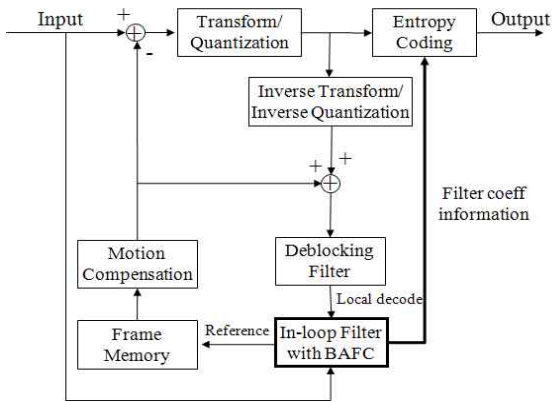 Input
+
Transform/
Quantization
Entropy
Coding
Output
-
Inverse Transform/
Inverse Quantization
+
+
Filter coeff
information
Motion
Compensation
Deblocking
Filter
Local decode
Frame
Memory
Reference
In-loop Filter
with BAFC